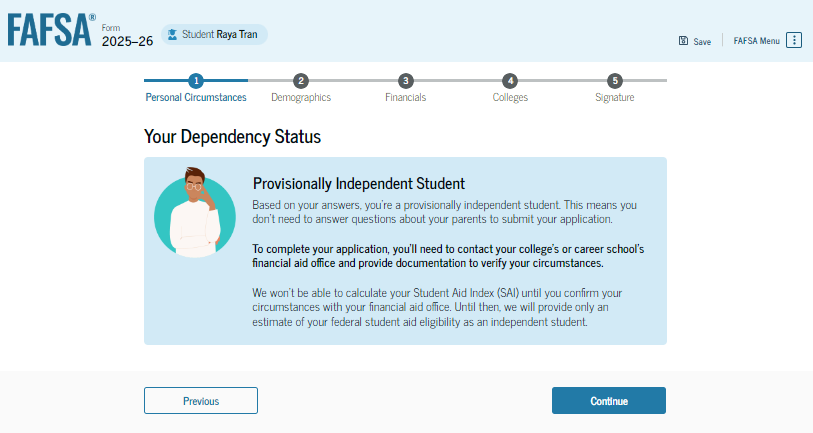 FAFSA®
Form
2025–26
Student Raya Tran
Save
FAFSA Menu
1
2
3
4
5
Personal Circumstances
Demographics
Financials
Colleges
Signature
Your Dependency Status
Provisionally Independent Student
Based on your answers, you're a provisionally independent student. This means you
don't need to answer questions about your parents to submit your application.
To complete your application, you'll need to contact your college's or career school's
financial aid office and provide documentation to verify your circumstances.
We won't be able to calculate your Student Aid Index (SAI) until you confirm your
circumstances with your financial aid office. Until then, we will provide only an
estimate of your federal student aid eligibility as an independent student.
Previous
Continue